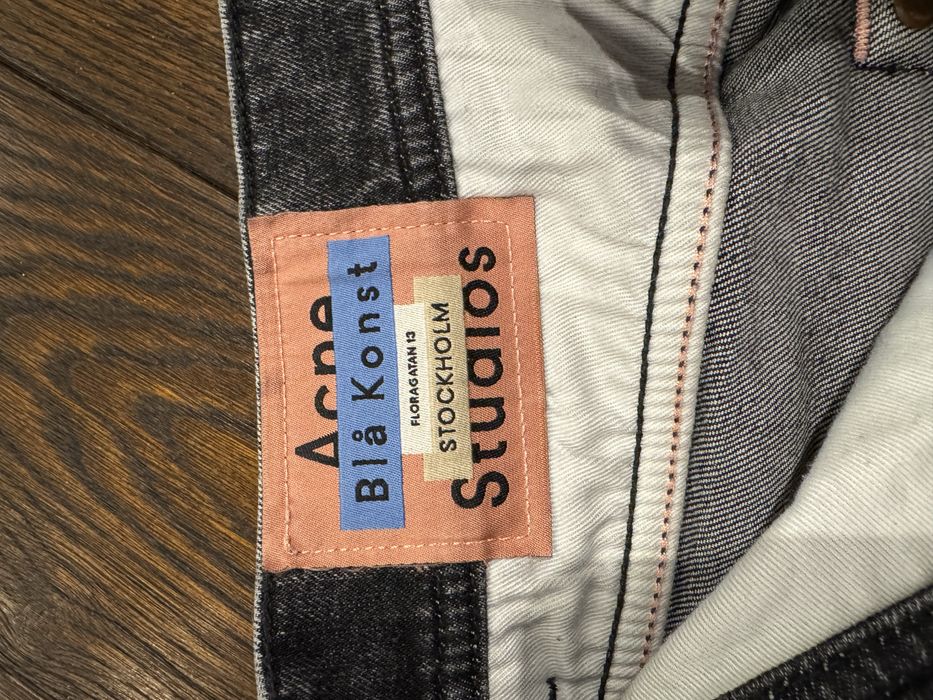 Acne
Blå Konst
FLORAGATAN 13
STOCKHOLM
Studios